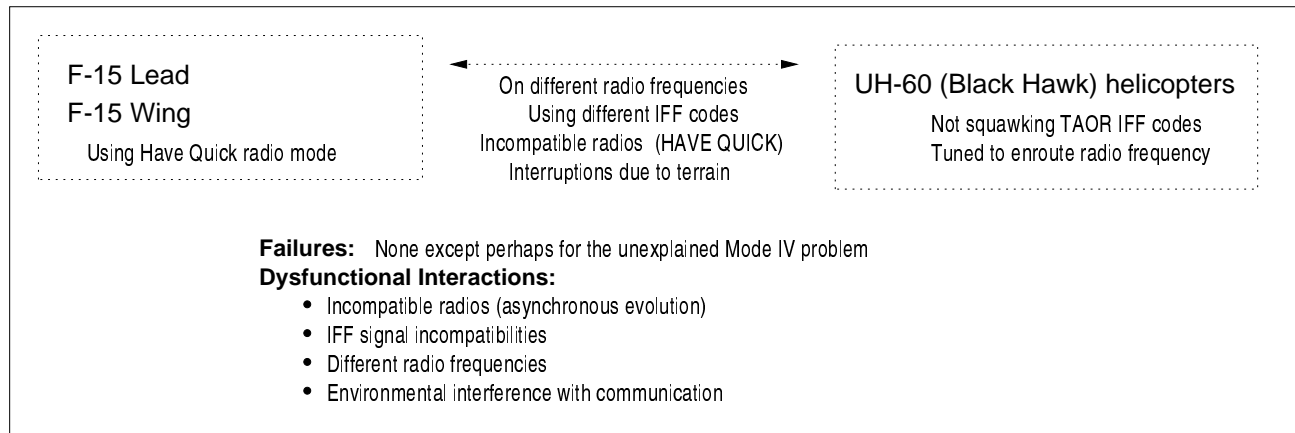 F-15 Lead
F-15 Wing
Using Have Quick radio mode
On different radio frequencies
Using different IFF codes
Incompatible radios (HAVE QUICK)
Interruptions due to terrain
UH-60 (Black Hawk) helicopters
Not squawking TAOR IFF codes
Tuned to enroute radio frequency
Failures: None except perhaps for the unexplained Mode IV problem
Dysfunctional Interactions:
• Incompatible radios (asynchronous evolution)
• IFF signal incompatibilities
• Different radio frequencies
• Environmental interference with communication